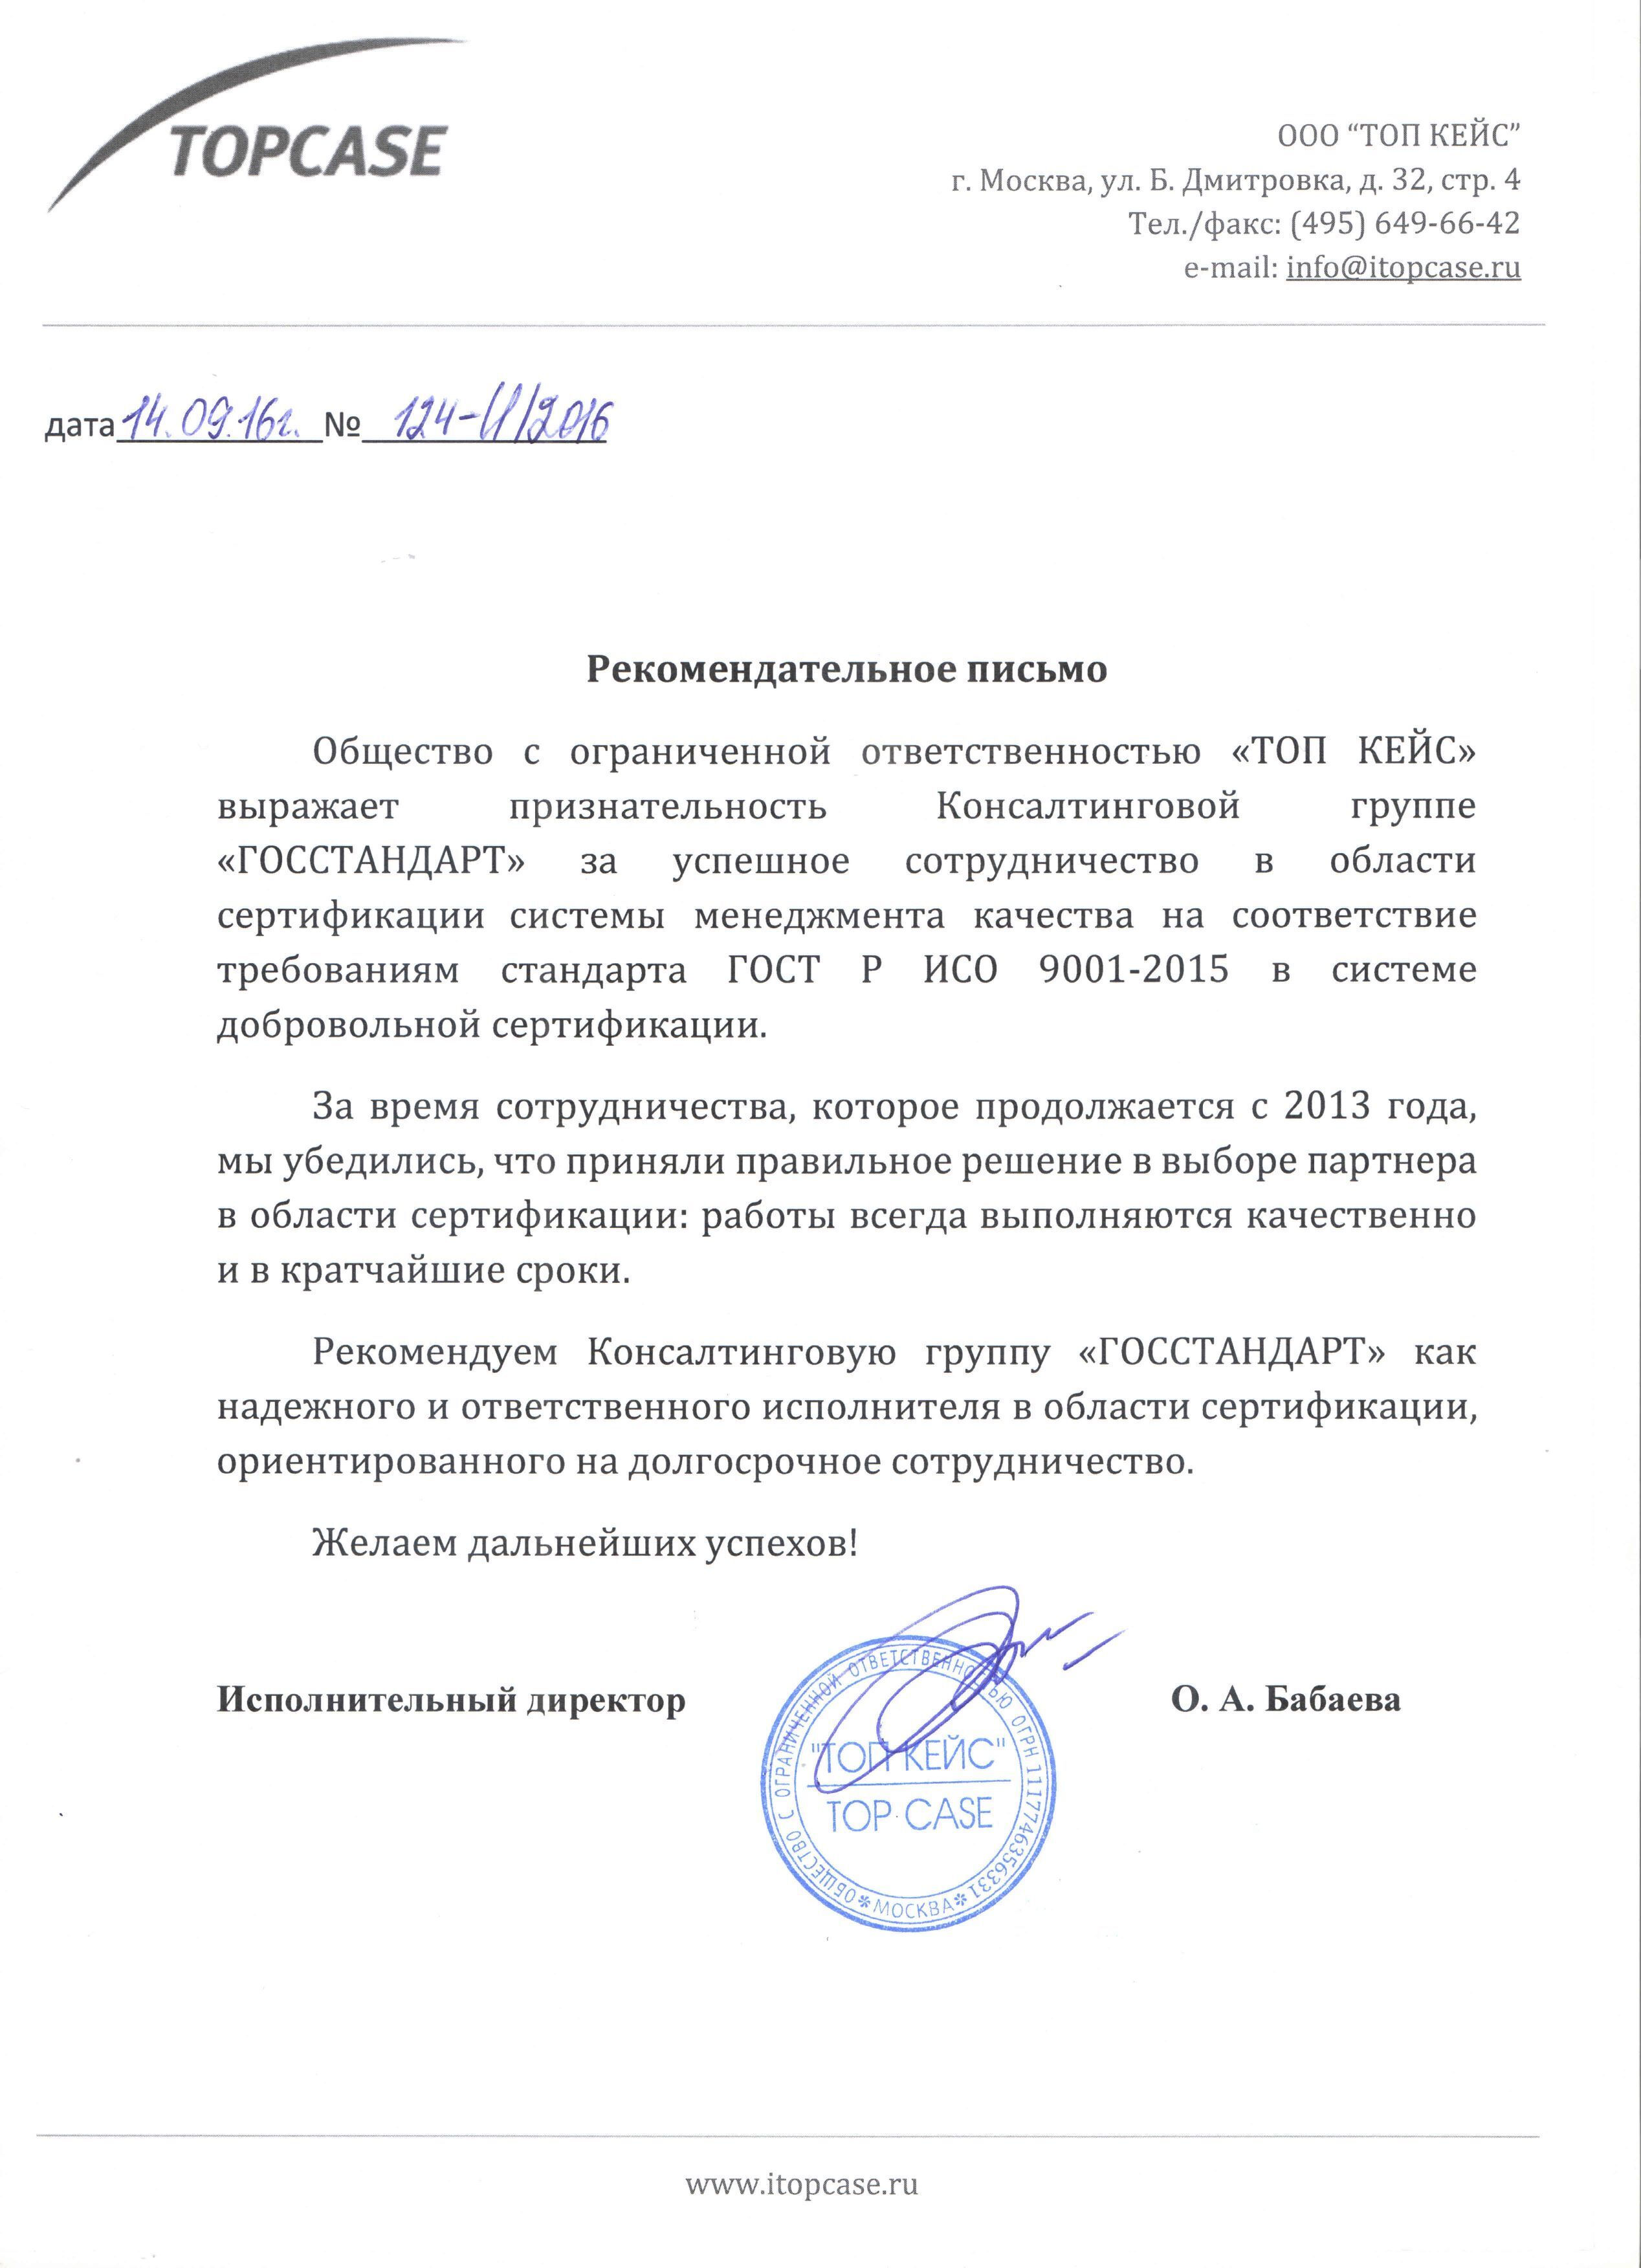 TOPCASE
ООО “ТОП КЕЙС”
г. Москва, ул. Б. Дмитровка, д. 32, стр. 4
Тел./факс: (495) 649-66-42
e-mail: info@itopcase.ru
дата 14.09.16г. № 124-И/2016
Рекомендательное письмо
Общество с ограниченной ответственностью «ТОП КЕЙС»
выражает признательность Консалтинговой группе
«ГОССТАНДАРТ» за успешное сотрудничество в области
сертификации системы менеджмента качества на соответствие
требованиям стандарта ГОСТ Р ИСО 9001-2015 в системе
добровольной сертификации.
За время сотрудничества, которое продолжается с 2013 года,
мы убедились, что приняли правильное решение в выборе партнера
в области сертификации: работы всегда выполняются качественно
и в кратчайшие сроки.
Рекомендуем Консалтинговую группу «ГОССТАНДАРТ» как
надежного и ответственного исполнителя в области сертификации,
ориентированного на долгосрочное сотрудничество.
Желаем дальнейших успехов!
Исполнительный директор О. А. Бабаева
ОБЩЕСТВО С ОГРАНИЧЕННОЙ ОТВЕТСТВЕННОСТЬЮ ОГРН 1117746356331
"ТОП КЕЙС"
TOP CASE
*МОСКВА*
www.itopcase.ru